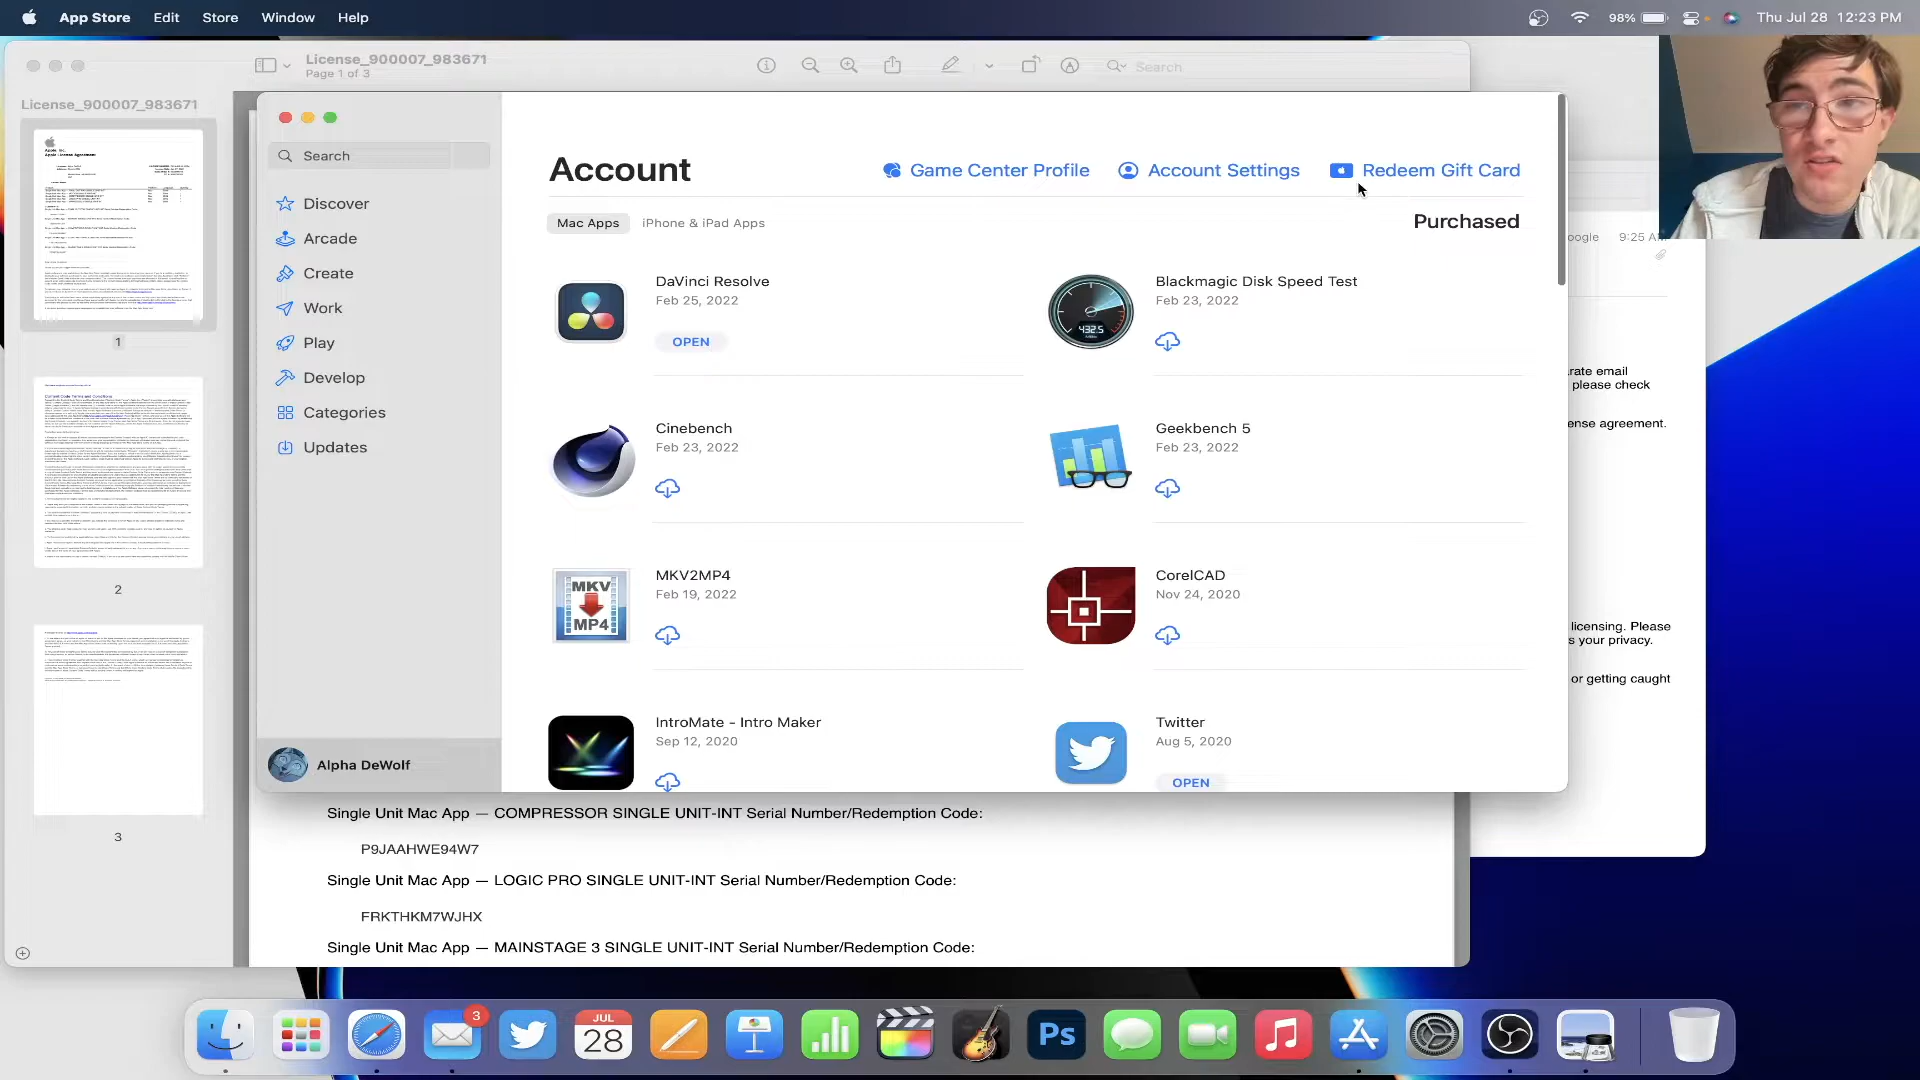 App Store Edit Store Window Help
98% Thu Jul 28 12:23 PM
License_900007_983671
Page 1 of 3
Search
License_900007_983671
1
2
3
Search
Discover
Arcade
Create
Work
Play
Develop
Categories
Updates
Alpha DeWolf
Account
Game Center Profile
Account Settings
Redeem Gift Card
Mac Apps
iPhone & iPad Apps
Purchased
DaVinci Resolve
Feb 25, 2022
OPEN
Blackmagic Disk Speed Test
Feb 23, 2022
432.5
Cinebench
Feb 23, 2022
Geekbench 5
Feb 23, 2022
MKV
MP4
MKV2MP4
Feb 19, 2022
CorelCAD
Nov 24, 2020
IntroMate - Intro Maker
Sep 12, 2020
Twitter
Aug 5, 2020
OPEN
oogle 9:25 A
rate email
please check
ense agreement.
licensing. Please
s your privacy.
or getting caught
Single Unit Mac App — COMPRESSOR SINGLE UNIT-INT Serial Number/Redemption Code:
P9JAAHWE94W7
Single Unit Mac App — LOGIC PRO SINGLE UNIT-INT Serial Number/Redemption Code:
FRKTHKM7WJHX
Single Unit Mac App — MAINSTAGE 3 SINGLE UNIT-INT Serial Number/Redemption Code:
3
JUL
28
Ps